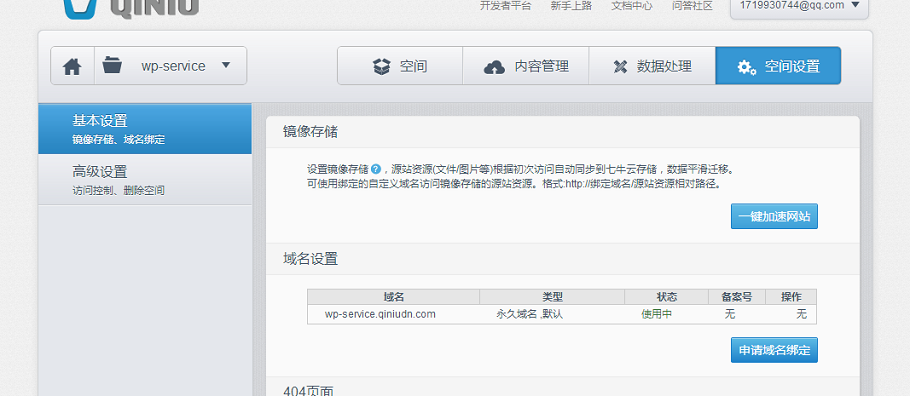 QINIU
开发者平台 新手上路 文档中心 问答社区 1719930744@qq.com
wp-service 空间 内容管理 数据处理 空间设置
基本设置
镜像存储、域名绑定
高级设置
访问控制、删除空间
镜像存储
设置镜像存储 ? ，源站资源(文件/图片等)根据初次访问自动同步到七牛云存储，数据平滑迁移。
可使用绑定的自定义域名访问镜像存储的源站资源。格式:http://绑定域名/源站资源相对路径。
一键加速网站
域名设置
域名 类型 状态 备案号 操作
wp-service.qiniudn.com 永久域名 ,默认 使用中 无 无
申请域名绑定
404页面